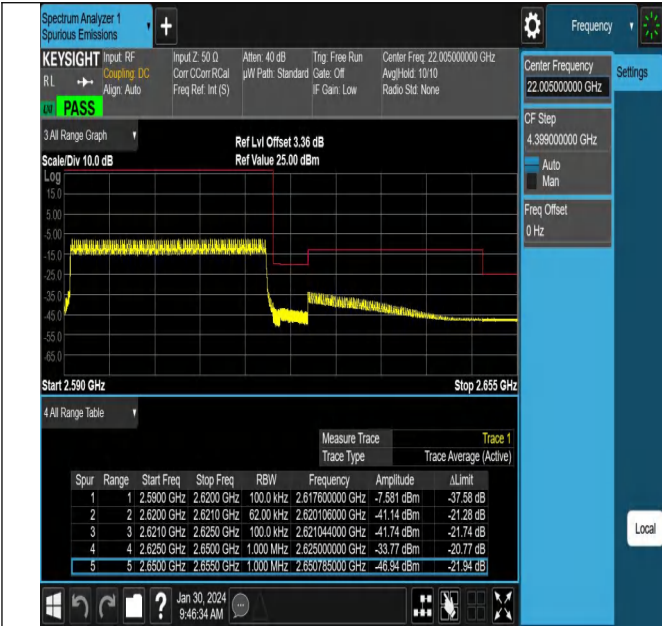 Spectrum Analyzer 1
Spurious Emissions
Frequency
KEYSIGHT
Input: RF
Coupling: DC
Align: Auto
RL
PASS
Input Z: 50 Ω
Corr CCorr RCal
Freq Ref: Int (S)
Atten: 40 dB
µW Path: Standard
Trig: Free Run
Gate: Off
IF Gain: Low
Center Freq: 22.005000000 GHz
Avg|Hold: 10/10
Radio Std: None
Center Frequency
22.005000000 GHz
Settings
CF Step
4.399000000 GHz
Auto
Man
Freq Offset
0 Hz
3 All Range Graph
Scale/Div 10.0 dB
Ref Lvl Offset 3.36 dB
Ref Value 25.00 dBm
Log
15.0
5.00
-5.00
-15.0
-25.0
-35.0
-45.0
-55.0
-65.0
Start 2.590 GHz
Stop 2.655 GHz
4 All Range Table
Measure Trace Trace 1
Trace Type Trace Average (Active)
Spur Range Start Freq Stop Freq RBW Frequency Amplitude ΔLimit
1 1 2.5900 GHz 2.6200 GHz 100.0 kHz 2.617600000 GHz -7.581 dBm -37.58 dB
2 2 2.6200 GHz 2.6210 GHz 62.00 kHz 2.620106000 GHz -41.14 dBm -21.28 dB
3 3 2.6210 GHz 2.6250 GHz 100.0 kHz 2.621044000 GHz -41.74 dBm -21.74 dB
4 4 2.6250 GHz 2.6500 GHz 1.000 MHz 2.625000000 GHz -33.77 dBm -20.77 dB
5 5 2.6500 GHz 2.6550 GHz 1.000 MHz 2.650785000 GHz -46.94 dBm -21.94 dB
Local
Jan 30, 2024
9:46:34 AM